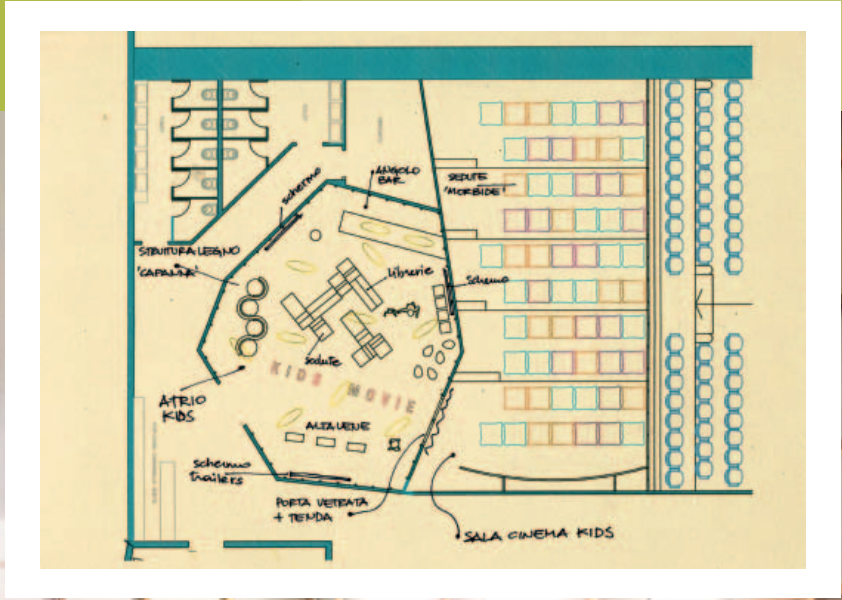 schermo
ANGOLO
BAR
SEDUTE
"MORBIDE"
STRUTTURA LEGNO
"CAPANNA"
librerie
schermo
sedute
KIDS MOVIE
ATRIO
KIDS
ALTALENE
schermo
trailers
PORTA VETRATA
+ TENDA
SALA CINEMA KIDS